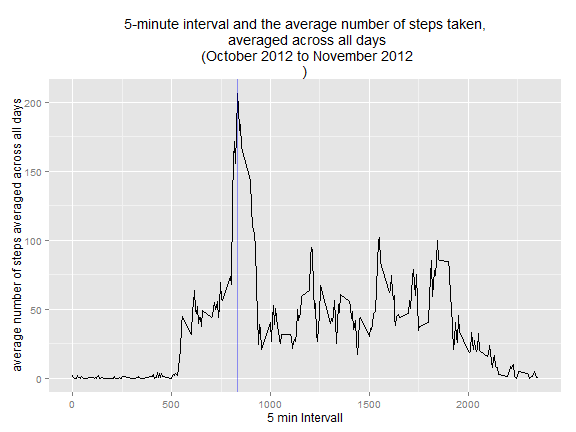 5-minute interval and the average number of steps taken,
averaged across all days
(October 2012 to November 2012
)
average number of steps averaged across all days
200
150
100
50
0
0
500
1000
1500
2000
5 min Intervall